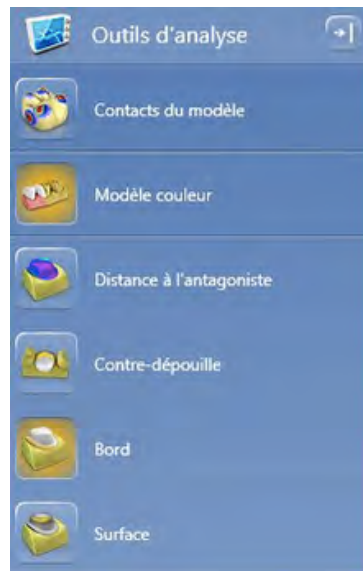 Outils d'analyse
Contacts du modèle
Modèle couleur
Distance à l'antagoniste
Contre-dépouille
Bord
Surface